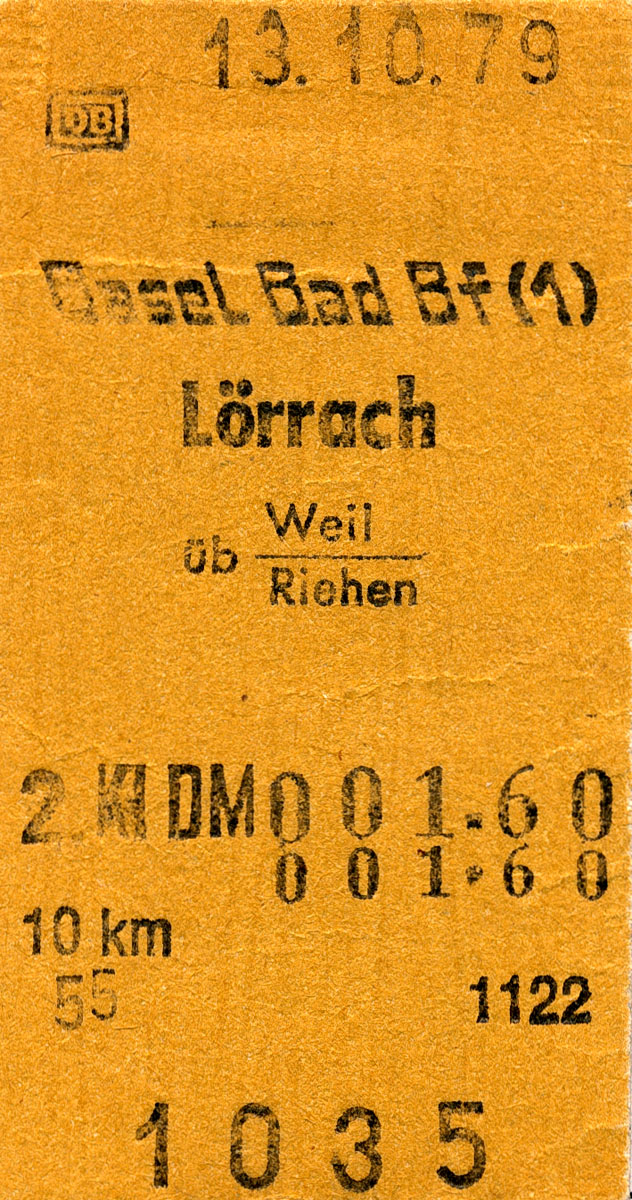 13.10.79
DB
Basel Bad Bf (1)
Lörrach
üb Weil
Riehen
2. Kl DM 001.60
001.60
10 km
55
1122
1035